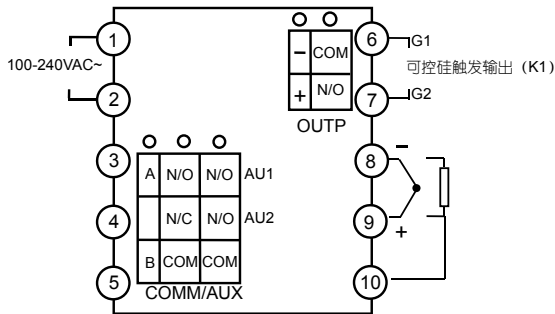 1
6
G1
− COM
100-240VAC~
可控硅触发输出（K1）
+ N/O
2
7
G2
OUTP
3
8
−
A N/O N/O AU1
4
N/C N/O AU2
9
+
5
B COM COM
10
COMM/AUX